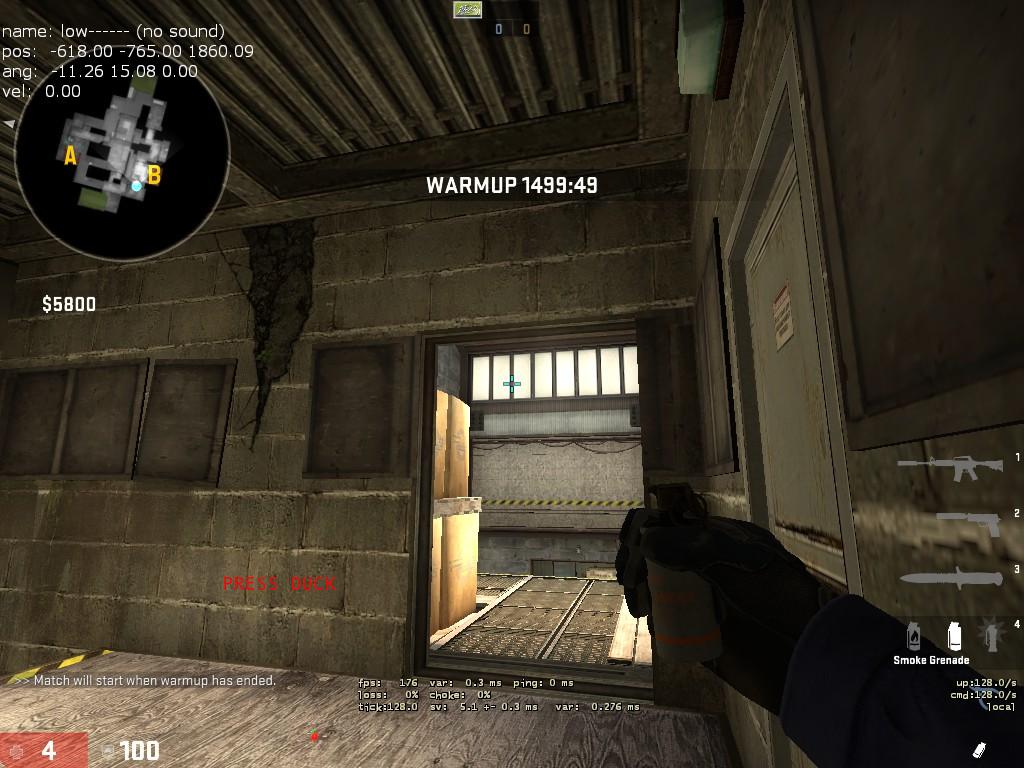 name: low------ (no sound)
pos: -618.00 -765.00 1860.09
ang: -11.26 15.08 0.00
vel: 0.00
0 0
A
B
WARMUP 1499:49
$5800
1
2
3
4
PRESS DUCK
Smoke Grenade
>> Match will start when warmup has ended.
fps: 176 var: 0.3 ms ping: 0 ms
loss: 0% choke: 0%
tick:128.0 sv: 5.1 +- 0.3 ms var: 0.276 ms
up:128.0/s
cmd:128.0/s
local
4 100